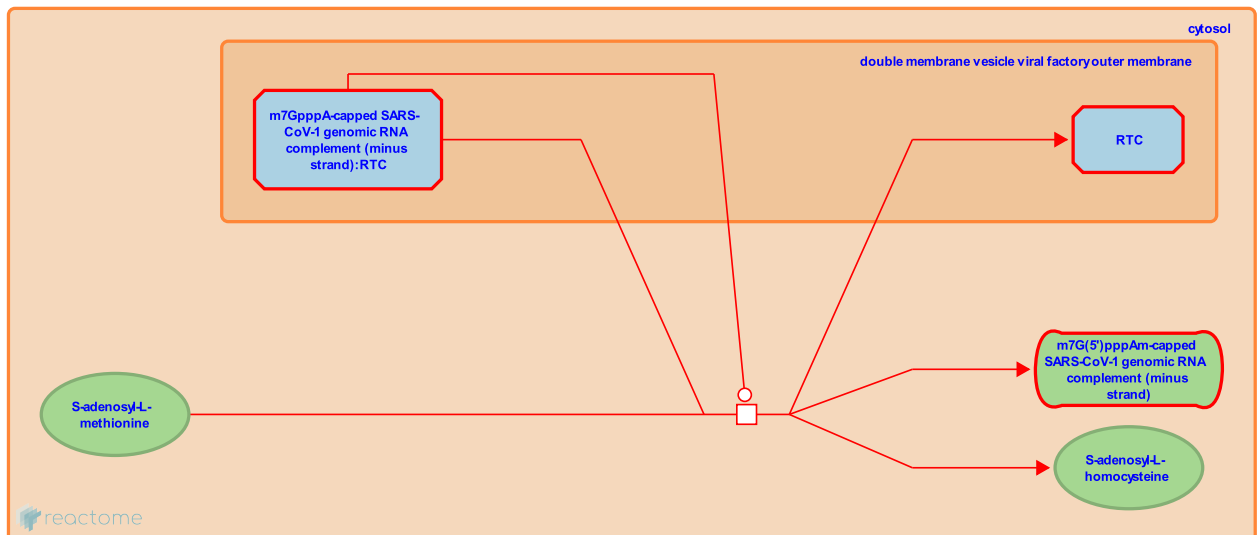 cytosol
double membrane vesicle viral factory outer membrane
m7GpppA-capped SARS-
CoV-1 genomic RNA
complement (minus
strand):RTC
RTC
m7G(5')pppAm-capped
SARS-CoV-1 genomic RNA
complement (minus
strand)
S-adenosyl-L-
methionine
S-adenosyl-L-
homocysteine
reactome